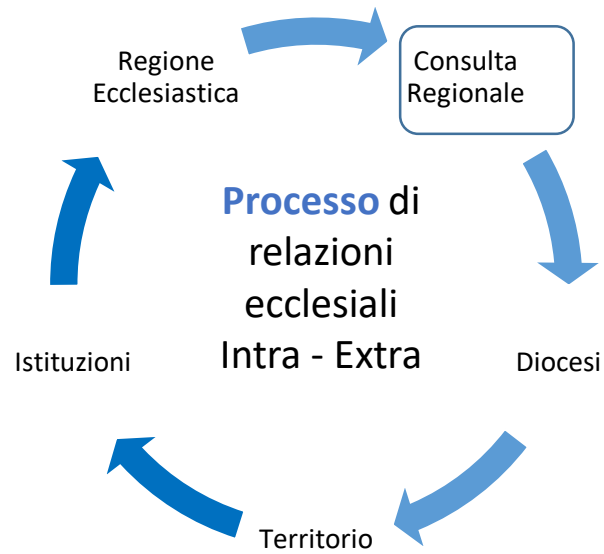 Regione
Ecclesiastica
Consulta
Regionale
Processo di
relazioni
ecclesiali
Intra - Extra
Istituzioni
Diocesi
Territorio